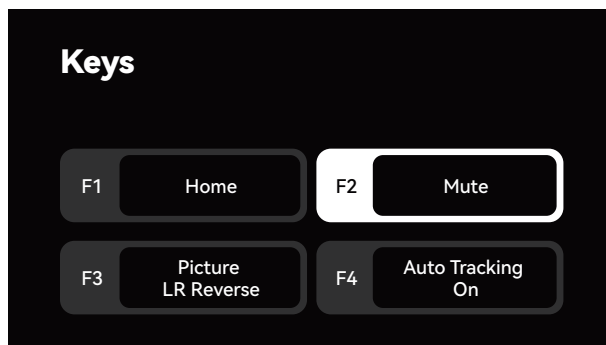 Keys
F1 Home
F2 Mute
F3 Picture
LR Reverse
F4 Auto Tracking
On